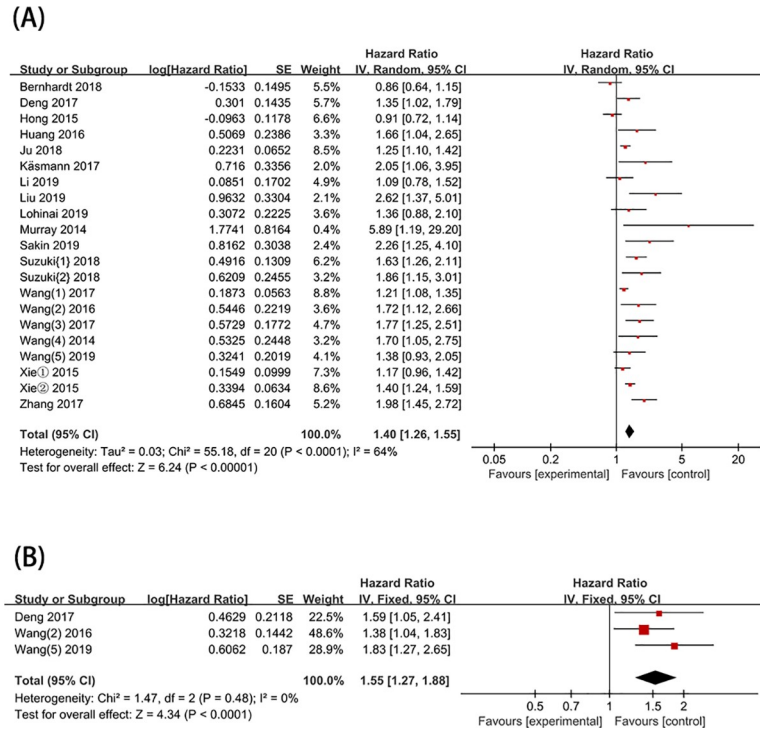 (A)
Hazard Ratio Hazard Ratio
Study or Subgroup log[Hazard Ratio] SE Weight IV, Random, 95% CI IV, Random, 95% CI
Bernhardt 2018 -0.1533 0.1495 5.5% 0.86 [0.64, 1.15]
Deng 2017 0.301 0.1435 5.7% 1.35 [1.02, 1.79]
Hong 2015 -0.0963 0.1178 6.6% 0.91 [0.72, 1.14]
Huang 2016 0.5069 0.2386 3.3% 1.66 [1.04, 2.65]
Ju 2018 0.2231 0.0652 8.5% 1.25 [1.10, 1.42]
Käsmann 2017 0.716 0.3356 2.0% 2.05 [1.06, 3.95]
Li 2019 0.0851 0.1702 4.9% 1.09 [0.78, 1.52]
Liu 2019 0.9632 0.3304 2.1% 2.62 [1.37, 5.01]
Lohinai 2019 0.3072 0.2225 3.6% 1.36 [0.88, 2.10]
Murray 2014 1.7741 0.8164 0.4% 5.89 [1.19, 29.20]
Sakin 2019 0.8162 0.3038 2.4% 2.26 [1.25, 4.10]
Suzuki{1} 2018 0.4916 0.1309 6.1% 1.63 [1.26, 2.11]
Suzuki{2} 2018 0.6209 0.2455 3.2% 1.86 [1.15, 3.01]
Wang(1) 2017 0.1873 0.0563 8.8% 1.21 [1.08, 1.35]
Wang(2) 2016 0.5446 0.2219 3.6% 1.72 [1.12, 2.66]
Wang(3) 2017 0.5729 0.1772 4.7% 1.77 [1.25, 2.51]
Wang(4) 2014 0.5325 0.2448 3.2% 1.70 [1.05, 2.75]
Wang(5) 2019 0.3241 0.2019 4.1% 1.38 [0.93, 2.05]
Xie① 2015 0.1549 0.0999 7.3% 1.17 [0.96, 1.42]
Xie② 2015 0.3394 0.0634 8.6% 1.40 [1.24, 1.59]
Zhang 2017 0.6845 0.1604 5.2% 1.98 [1.45, 2.72]
Total (95% CI) 100.0% 1.40 [1.26, 1.55]
Heterogeneity: Tau² = 0.03; Chi² = 55.18, df = 20 (P < 0.0001); I² = 64%
Test for overall effect: Z = 6.24 (P < 0.00001)
0.05 0.2 1 5 20
Favours [experimental] Favours [control]
(B)
Hazard Ratio Hazard Ratio
Study or Subgroup log[Hazard Ratio] SE Weight IV, Fixed, 95% CI IV, Fixed, 95% CI
Deng 2017 0.4629 0.2118 22.5% 1.59 [1.05, 2.41]
Wang(2) 2016 0.3218 0.1442 48.6% 1.38 [1.04, 1.83]
Wang(5) 2019 0.6062 0.187 28.9% 1.83 [1.27, 2.65]
Total (95% CI) 100.0% 1.55 [1.27, 1.88]
Heterogeneity: Chi² = 1.47, df = 2 (P = 0.48); I² = 0%
Test for overall effect: Z = 4.34 (P < 0.0001)
0.5 0.7 1 1.5 2
Favours [experimental] Favours [control]